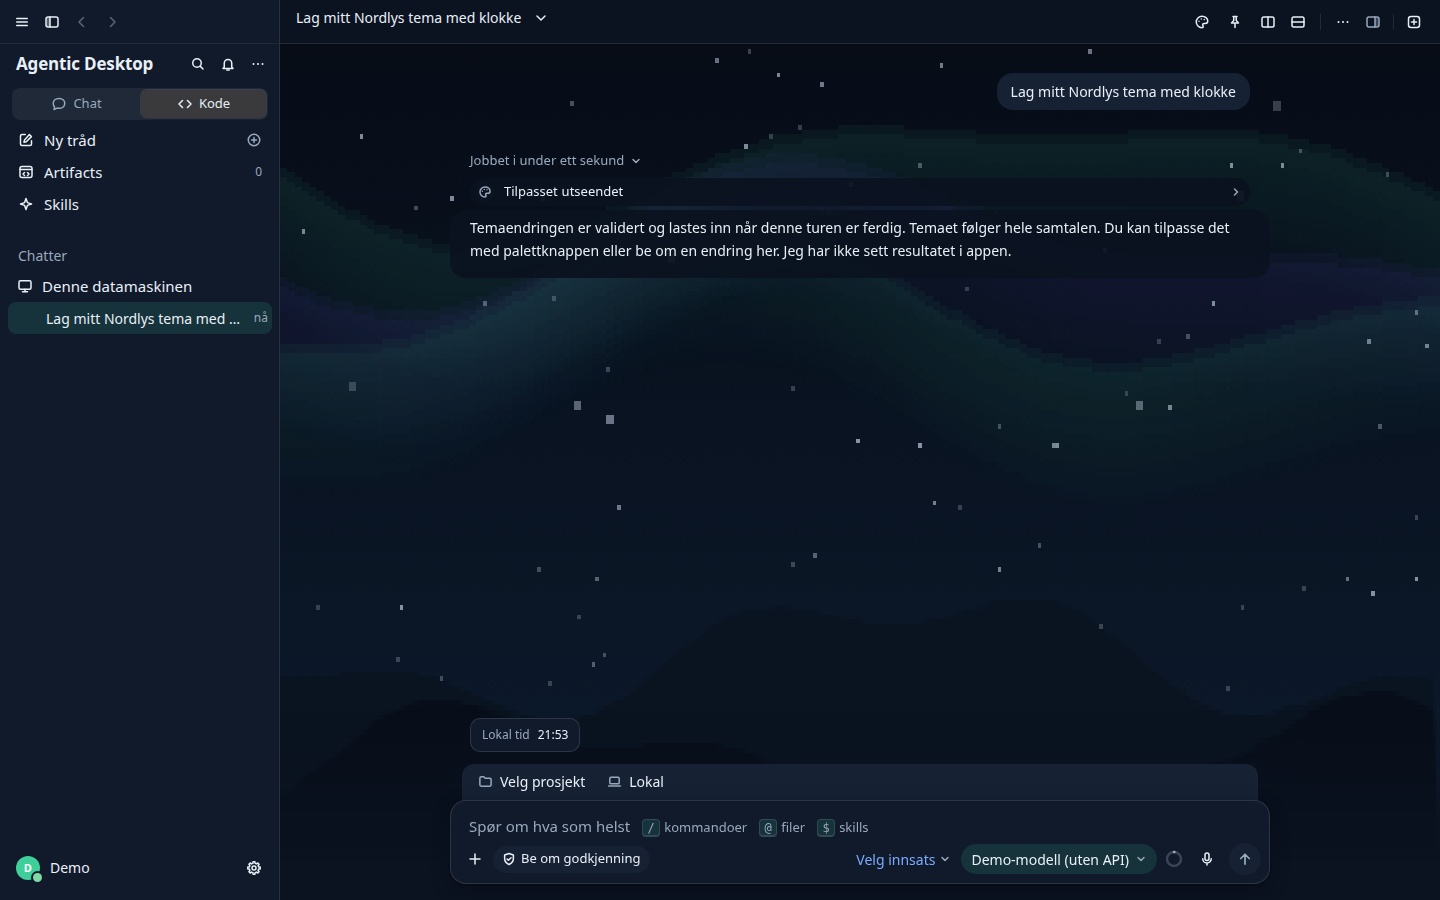 Lag mitt Nordlys tema med klokke
Agentic Desktop
Chat
Kode
Ny tråd
Artifacts
0
Skills
Chatter
Denne datamaskinen
Lag mitt Nordlys tema med ...
nå
Demo
D
Lag mitt Nordlys tema med klokke
Jobbet i under ett sekund
Tilpasset utseendet
Temaendringen er validert og lastes inn når denne turen er ferdig. Temaet følger hele samtalen. Du kan tilpasse det
med palettknappen eller be om en endring her. Jeg har ikke sett resultatet i appen.
Lokal tid 21:53
Velg prosjekt
Lokal
Spør om hva som helst / kommandoer @ filer $ skills
Be om godkjenning
Velg innsats
Demo-modell (uten API)